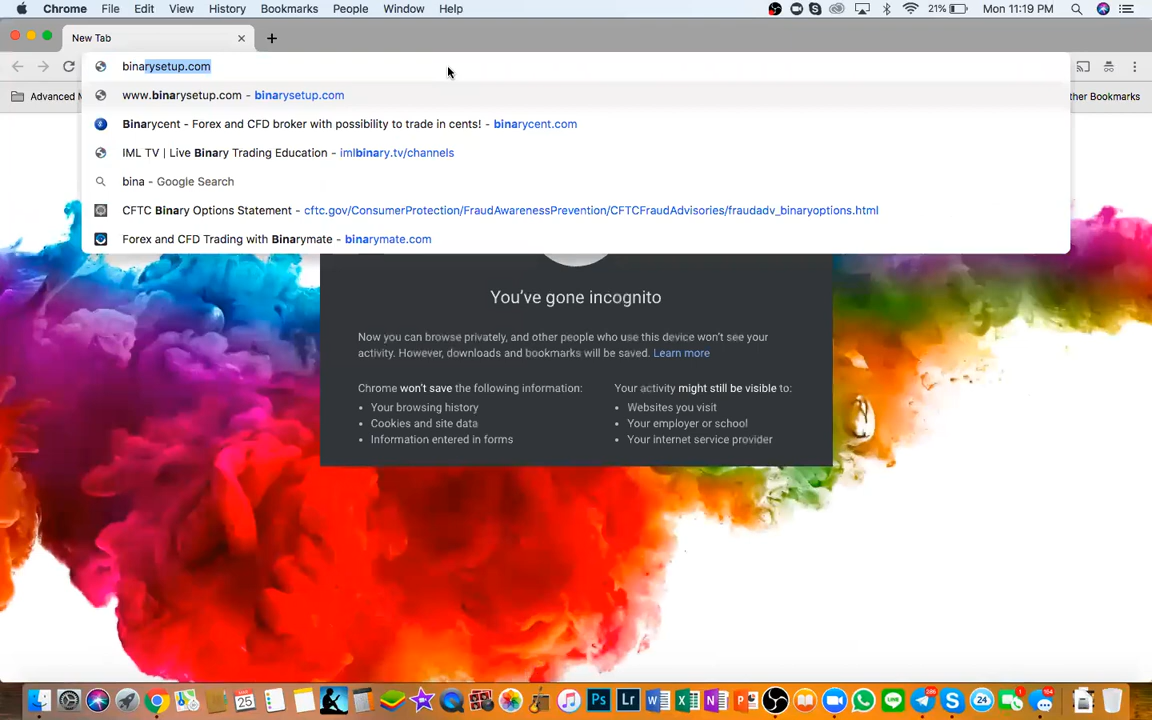 Chrome File Edit View History Bookmarks People Window Help 21% Mon 11:19 PM
New Tab
binarysetup.com
www.binarysetup.com - binarysetup.com
Advanced
ther Bookmarks
Binarycent - Forex and CFD broker with possibility to trade in cents! - binarycent.com
IML TV | Live Binary Trading Education - imlbinary.tv/channels
bina - Google Search
CFTC Binary Options Statement - cftc.gov/ConsumerProtection/FraudAwarenessPrevention/CFTCFraudAdvisories/fraudadv_binaryoptions.html
Forex and CFD Trading with Binarymate - binarymate.com
You've gone incognito
Now you can browse privately, and other people who use this device won't see your
activity. However, downloads and bookmarks will be saved. Learn more
Chrome won't save the following information:
Your browsing history
Cookies and site data
Information entered in forms
Your activity might still be visible to:
Websites you visit
Your employer or school
Your internet service provider
25
Ps Lr
24